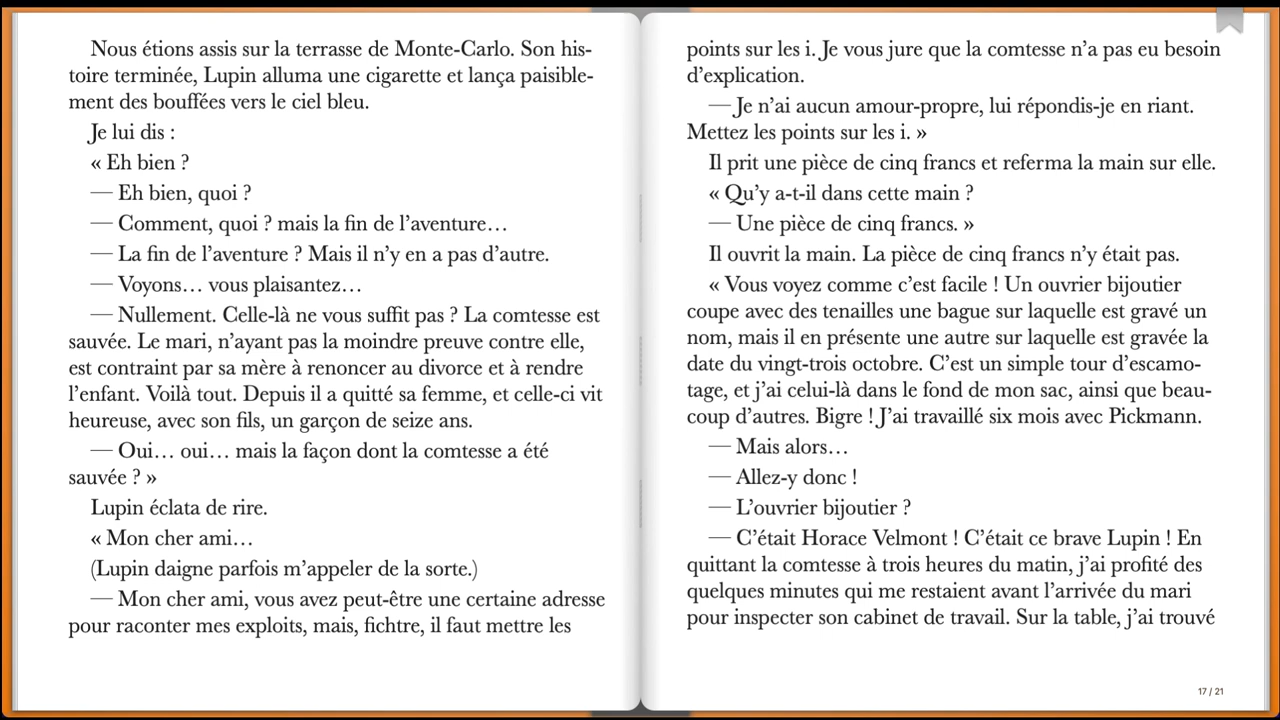 Nous étions assis sur la terrasse de Monte-Carlo. Son his-
toire terminée, Lupin alluma une cigarette et lança paisible-
ment des bouffées vers le ciel bleu.
Je lui dis :
« Eh bien ?
— Eh bien, quoi ?
— Comment, quoi ? mais la fin de l’aventure…
— La fin de l’aventure ? Mais il n’y en a pas d’autre.
— Voyons… vous plaisantez…
— Nullement. Celle-là ne vous suffit pas ? La comtesse est
sauvée. Le mari, n’ayant pas la moindre preuve contre elle,
est contraint par sa mère à renoncer au divorce et à rendre
l’enfant. Voilà tout. Depuis il a quitté sa femme, et celle-ci vit
heureuse, avec son fils, un garçon de seize ans.
— Oui… oui… mais la façon dont la comtesse a été
sauvée ? »
Lupin éclata de rire.
« Mon cher ami…
(Lupin daigne parfois m’appeler de la sorte.)
— Mon cher ami, vous avez peut-être une certaine adresse
pour raconter mes exploits, mais, fichtre, il faut mettre les
points sur les i. Je vous jure que la comtesse n’a pas eu besoin
d’explication.
— Je n’ai aucun amour-propre, lui répondis-je en riant.
Mettez les points sur les i. »
Il prit une pièce de cinq francs et referma la main sur elle.
« Qu’y a-t-il dans cette main ?
— Une pièce de cinq francs. »
Il ouvrit la main. La pièce de cinq francs n’y était pas.
« Vous voyez comme c’est facile ! Un ouvrier bijoutier
coupe avec des tenailles une bague sur laquelle est gravé un
nom, mais il en présente une autre sur laquelle est gravée la
date du vingt-trois octobre. C’est un simple tour d’escamo-
tage, et j’ai celui-là dans le fond de mon sac, ainsi que beau-
coup d’autres. Bigre ! J’ai travaillé six mois avec Pickmann.
— Mais alors…
— Allez-y donc !
— L’ouvrier bijoutier ?
— C’était Horace Velmont ! C’était ce brave Lupin ! En
quittant la comtesse à trois heures du matin, j’ai profité des
quelques minutes qui me restaient avant l’arrivée du mari
pour inspecter son cabinet de travail. Sur la table, j’ai trouvé
17 / 21